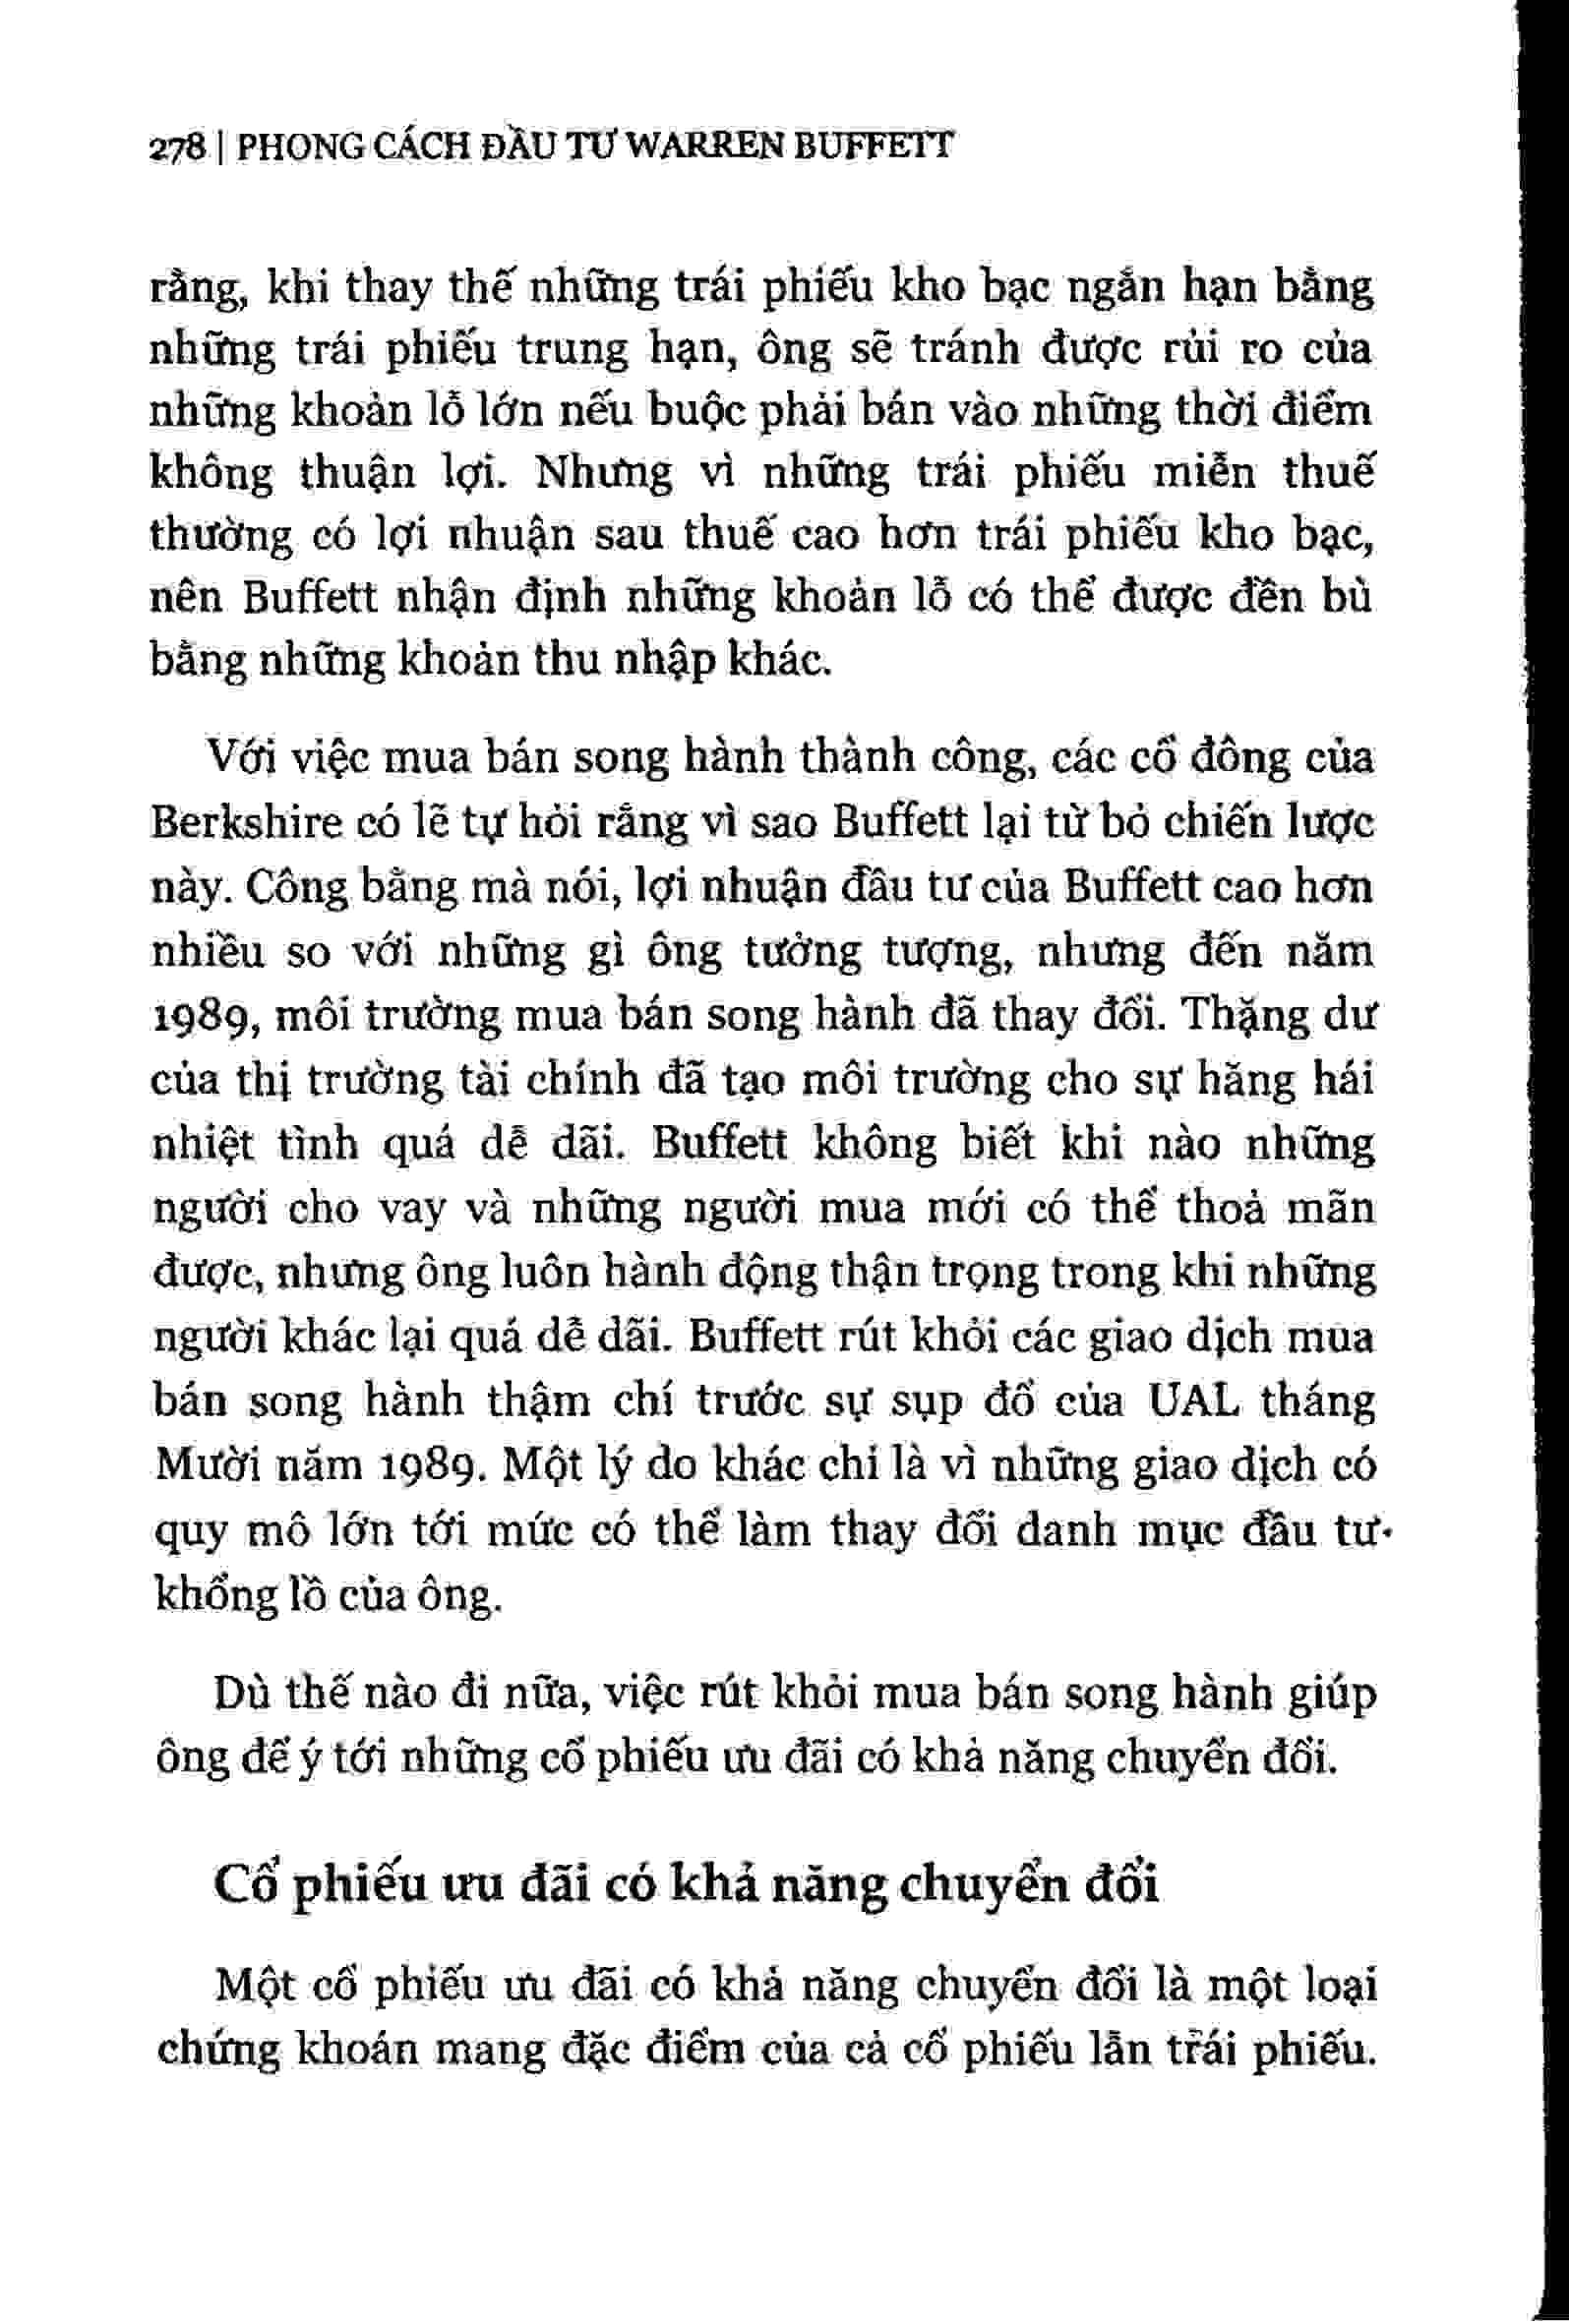 278 | PHONG CÁCH ĐẦU TƯ WARREN BUFFETT
rằng, khi thay thế những trái phiếu kho bạc ngắn hạn bằng
những trái phiếu trung hạn, ông sẽ tránh được rủi ro của
những khoản lỗ lớn nếu buộc phải bán vào những thời điểm
không thuận lợi. Nhưng vì những trái phiếu miễn thuế
thường có lợi nhuận sau thuế cao hơn trái phiếu kho bạc,
nên Buffett nhận định những khoản lỗ có thể được đền bù
bằng những khoản thu nhập khác.
Với việc mua bán song hành thành công, các cổ đông của
Berkshire có lẽ tự hỏi rằng vì sao Buffett lại từ bỏ chiến lược
này. Công bằng mà nói, lợi nhuận đầu tư của Buffett cao hơn
nhiều so với những gì ông tưởng tượng, nhưng đến năm
1989, môi trường mua bán song hành đã thay đổi. Thặng dư
của thị trường tài chính đã tạo môi trường cho sự hăng hái
nhiệt tình quá dễ dãi. Buffett không biết khi nào những
người cho vay và những người mua mới có thể thoả mãn
được, nhưng ông luôn hành động thận trọng trong khi những
người khác lại quá dễ dãi. Buffett rút khỏi các giao dịch mua
bán song hành thậm chí trước sự sụp đổ của UAL tháng
Mười năm 1989. Một lý do khác chỉ là vì những giao dịch có
quy mô lớn tới mức có thể làm thay đổi danh mục đầu tư
khổng lồ của ông.
Dù thế nào đi nữa, việc rút khỏi mua bán song hành giúp
ông để ý tới những cổ phiếu ưu đãi có khả năng chuyển đổi.
Cổ phiếu ưu đãi có khả năng chuyển đổi
Một cổ phiếu ưu đãi có khả năng chuyển đổi là một loại
chứng khoán mang đặc điểm của cả cổ phiếu lẫn trái phiếu.